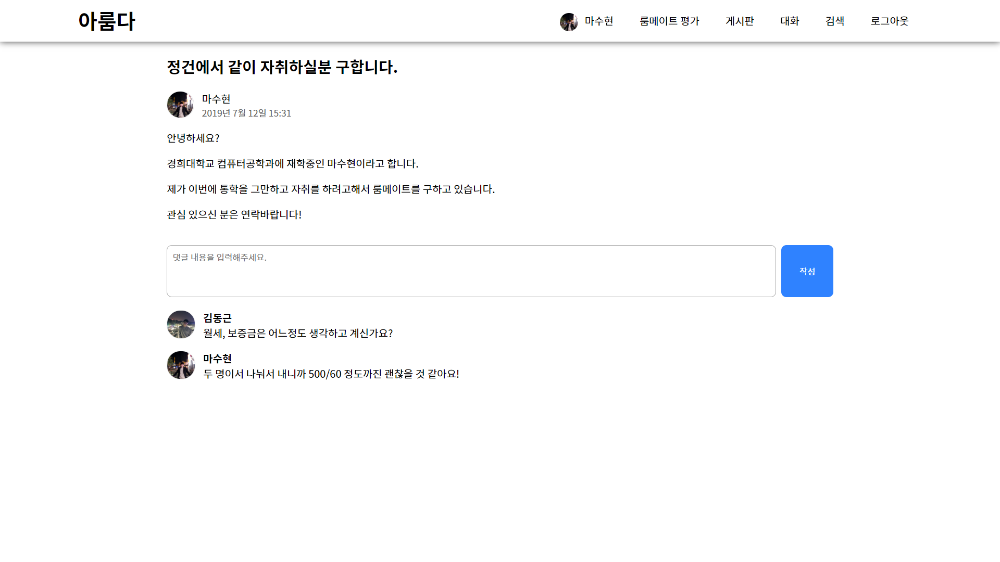 아룸다
마수현 룸메이트 평가 게시판 대화 검색 로그아웃
정건에서 같이 자취하실분 구합니다.
마수현
2019년 7월 12일 15:31
안녕하세요?
경희대학교 컴퓨터공학과에 재학중인 마수현이라고 합니다.
제가 이번에 통학을 그만하고 자취를 하려고해서 룸메이트를 구하고 있습니다.
관심 있으신 분은 연락바랍니다!
댓글 내용을 입력해주세요.
작성
김동근
월세, 보증금은 어느정도 생각하고 계신가요?
마수현
두 명이서 나눠서 내니까 500/60 정도까진 괜찮을 것 같아요!